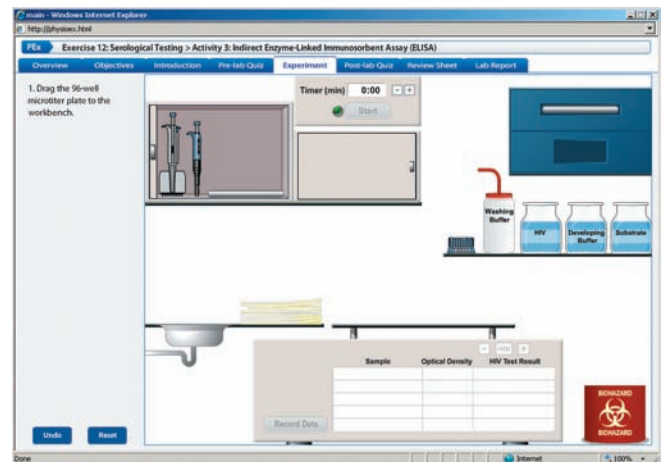 main - Windows Internet Explorer
http://physioex.html
PEx Exercise 12: Serological Testing > Activity 3: Indirect Enzyme-Linked Immunosorbent Assay (ELISA)
Overview Objectives Introduction Pre-lab Quiz Experiment Post-lab Quiz Review Sheet Lab Report
1. Drag the 96-well
microtiter plate to the
workbench.
Timer (min) 0:00 - +
Start
Washing
Buffer
HIV
Developing
Buffer
Substrate
- +
Sample Optical Density HIV Test Result
Record Data
BIOHAZARD
BIOHAZARD
Undo Reset
Done Internet 100%